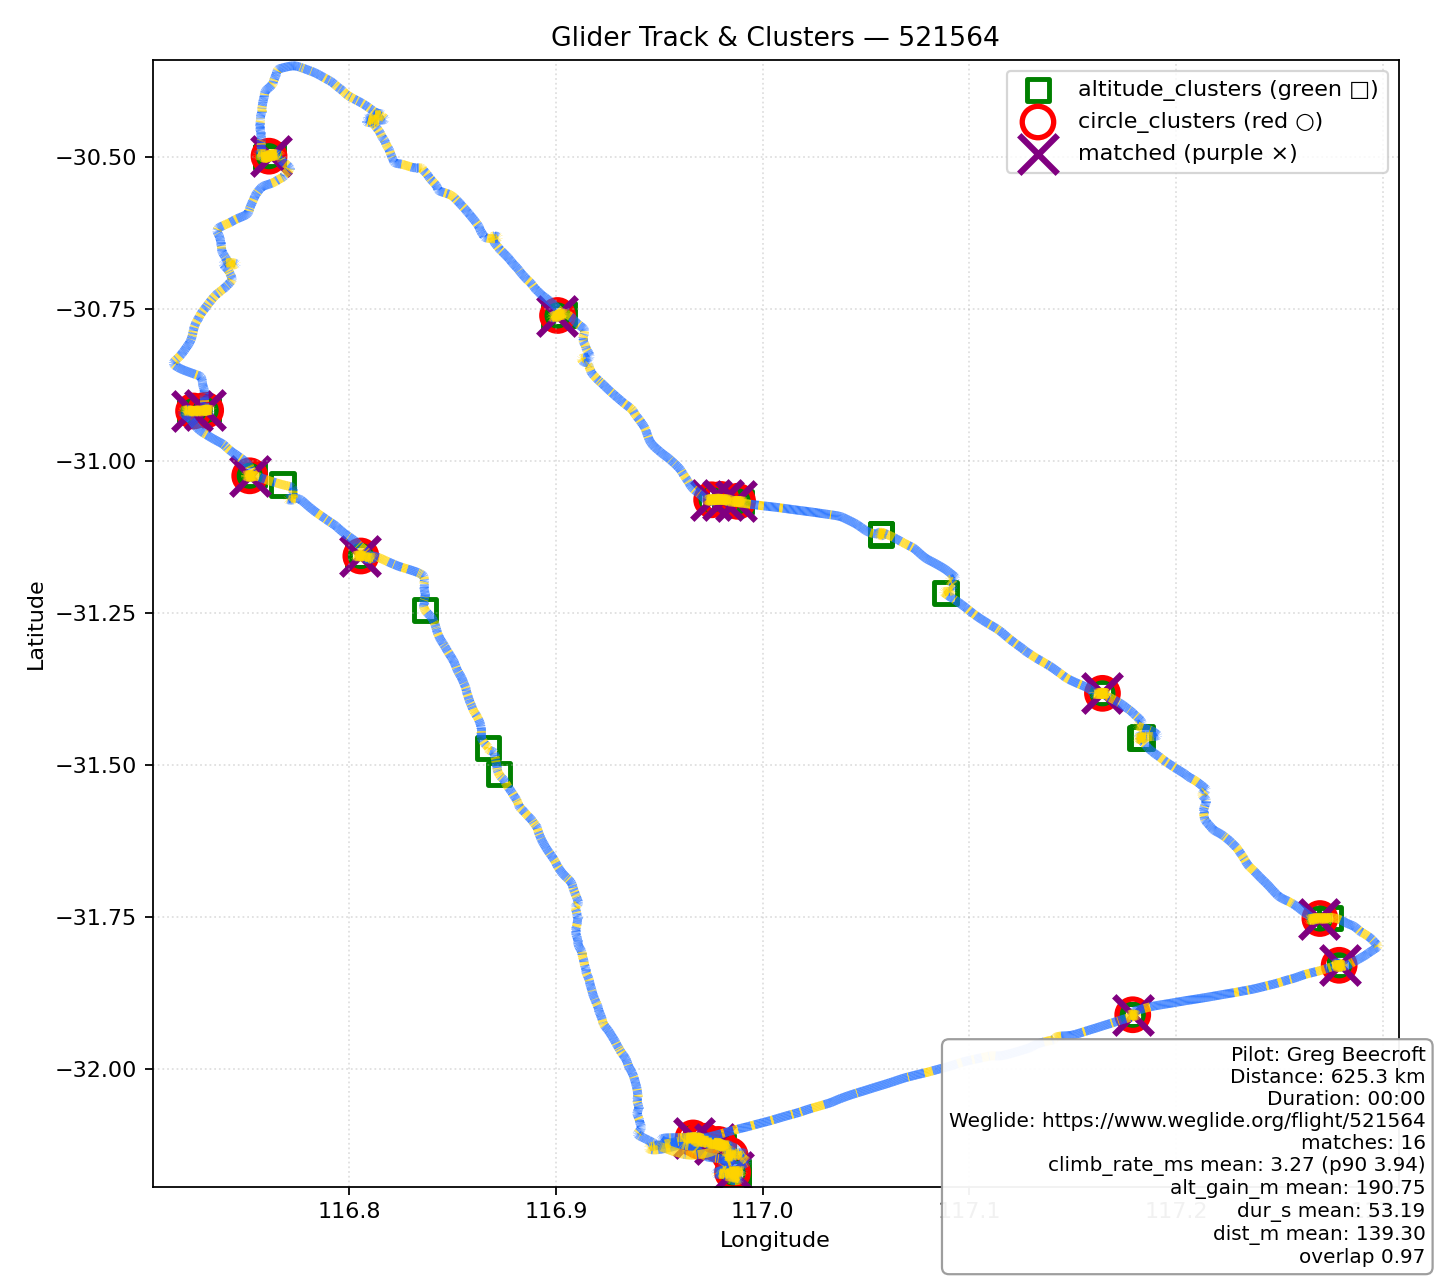 Glider Track & Clusters — 521564
altitude_clusters (green □)
circle_clusters (red ○)
matched (purple ×)
−30.50
−30.75
−31.00
−31.25
−31.50
−31.75
−32.00
Latitude
116.8
116.9
117.0
117.1
117.2
Longitude
Pilot: Greg Beecroft
Distance: 625.3 km
Duration: 00:00
Weglide: https://www.weglide.org/flight/521564
matches: 16
climb_rate_ms mean: 3.27 (p90 3.94)
alt_gain_m mean: 190.75
dur_s mean: 53.19
dist_m mean: 139.30
overlap 0.97